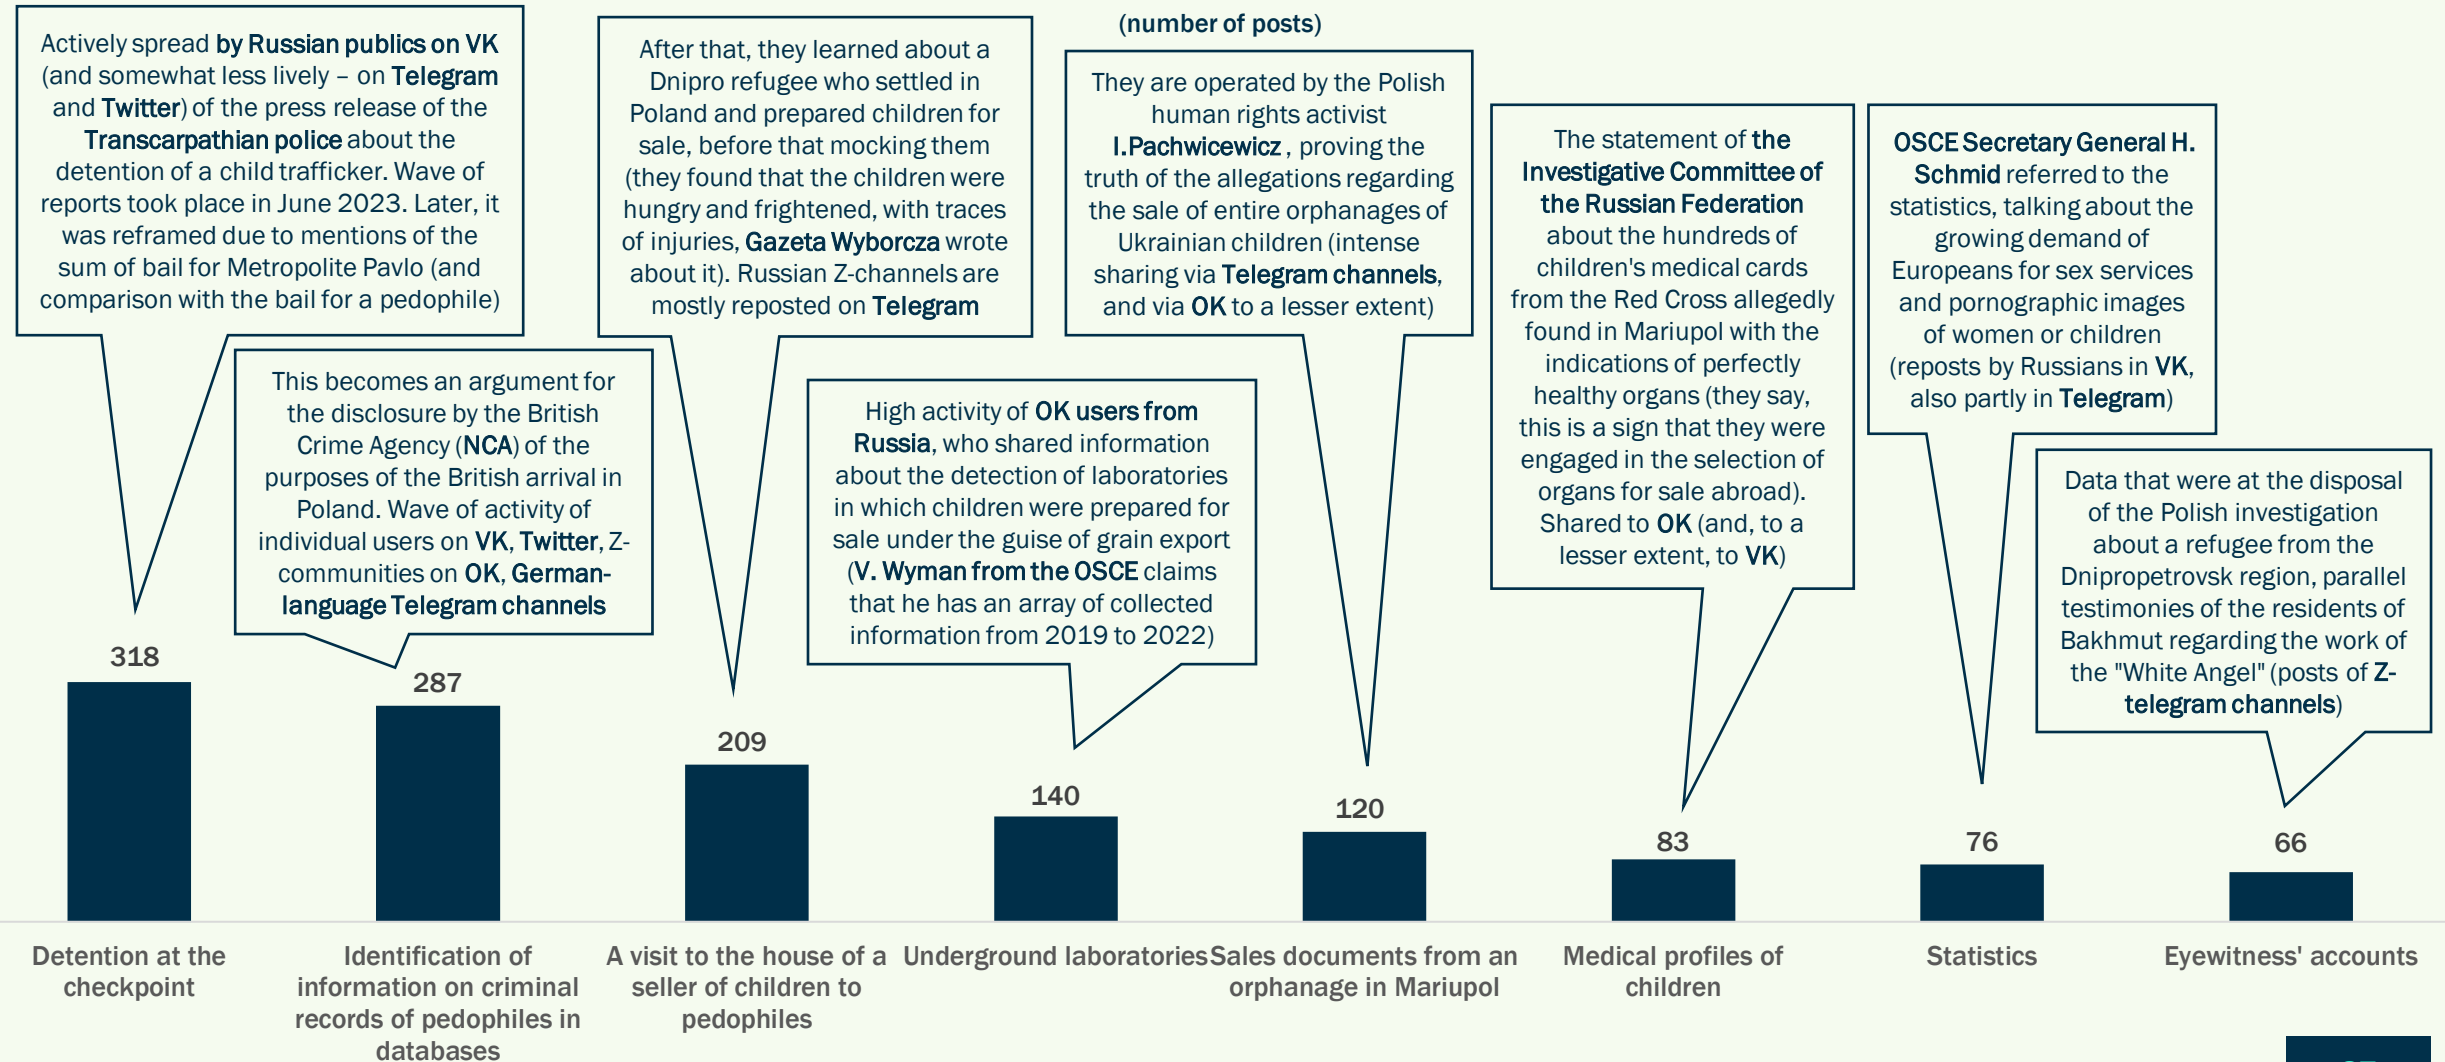 (number of posts)
Actively spread by Russian publics on VK
(and somewhat less lively – on Telegram
and Twitter) of the press release of the
Transcarpathian police about the
detention of a child trafficker. Wave of
reports took place in June 2023. Later, it
was reframed due to mentions of the
sum of bail for Metropolite Pavlo (and
comparison with the bail for a pedophile)
This becomes an argument for
the disclosure by the British
Crime Agency (NCA) of the
purposes of the British arrival in
Poland. Wave of activity of
individual users on VK, Twitter, Z-
communities on OK, German-
language Telegram channels
After that, they learned about a
Dnipro refugee who settled in
Poland and prepared children for
sale, before that mocking them
(they found that the children were
hungry and frightened, with traces
of injuries, Gazeta Wyborcza wrote
about it). Russian Z-channels are
mostly reposted on Telegram
High activity of OK users from
Russia, who shared information
about the detection of laboratories
in which children were prepared for
sale under the guise of grain export
(V. Wyman from the OSCE claims
that he has an array of collected
information from 2019 to 2022)
They are operated by the Polish
human rights activist
I.Pachwicewicz , proving the
truth of the allegations regarding
the sale of entire orphanages of
Ukrainian children (intense
sharing via Telegram channels,
and via OK to a lesser extent)
The statement of the
Investigative Committee of
the Russian Federation
about the hundreds of
children's medical cards
from the Red Cross allegedly
found in Mariupol with the
indications of perfectly
healthy organs (they say,
this is a sign that they were
engaged in the selection of
organs for sale abroad).
Shared to OK (and, to a
lesser extent, to VK)
OSCE Secretary General H.
Schmid referred to the
statistics, talking about the
growing demand of
Europeans for sex services
and pornographic images
of women or children
(reposts by Russians in VK,
also partly in Telegram)
Data that were at the disposal
of the Polish investigation
about a refugee from the
Dnipropetrovsk region, parallel
testimonies of the residents of
Bakhmut regarding the work of
the "White Angel" (posts of Z-
telegram channels)
318
287
209
140
120
83
76
66
Detention at the
checkpoint
Identification of
information on criminal
records of pedophiles in
databases
A visit to the house of a
seller of children to
pedophiles
Underground laboratories
Sales documents from an
orphanage in Mariupol
Medical profiles of
children
Statistics
Eyewitness' accounts